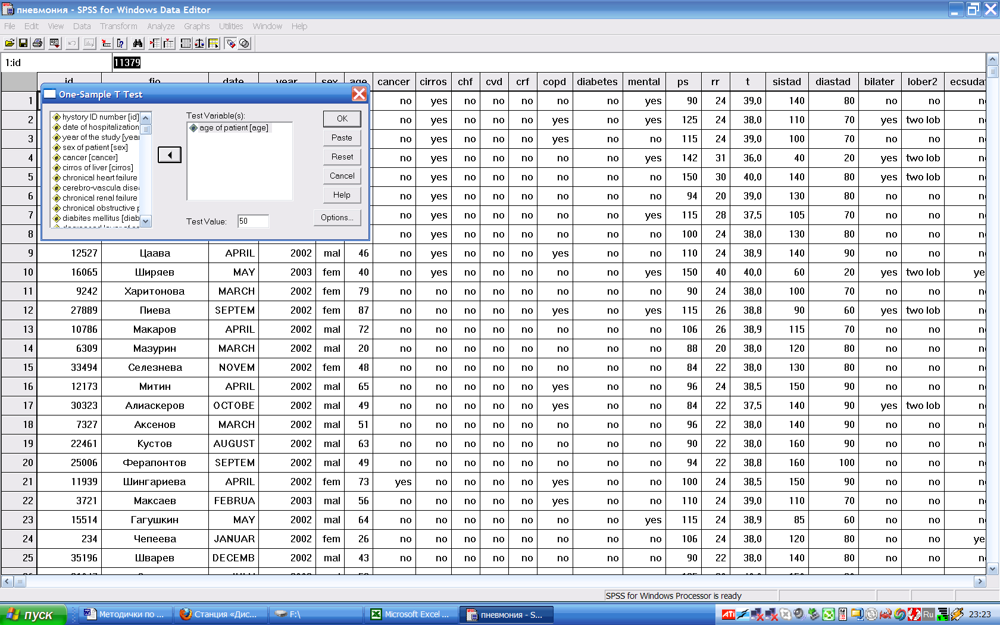 пневмония - SPSS for Windows Data Editor
File Edit View Data Transform Analyze Graphs Utilities Window Help
1:id 11379
id fio date year sex age cancer cirros chf cvd crf copd diabetes mental ps rr t sistad diastad bilater lober2 ecsuda
One-Sample T Test
hystory ID number [id]
date of hospitalization
year of the study [year
sex of patient [sex]
cancer [cancer]
cirros of liver [cirros]
chronical heart failure
cerebro-vascula dise
chronical renal failure
chronical obstructive p
diabites mellitus [diab
Test Variable(s):
age of patient [age]
Test Value: 50
OK
Paste
Reset
Cancel
Help
Options...
1 no yes no no no no no yes 90 24 39,0 140 80 no no n
2 no yes no no no yes no yes 125 24 38,0 110 70 yes two lob n
3 no yes no no no yes no no 115 24 39,0 100 70 no no n
4 no yes no no no no no yes 142 31 36,0 40 20 yes two lob n
5 no yes no no no no no no 150 30 40,0 140 80 yes two lob n
6 no yes no no no no no no 94 20 39,0 130 80 no no n
7 no yes no no no no no yes 115 28 37,5 105 70 no no n
8 no yes no no no no no no 100 24 38,0 130 80 no no n
9 12527 Цаава APRIL 2002 mal 46 no yes no no no yes no no 110 24 38,9 140 90 no no n
10 16065 Ширяев MAY 2003 fem 40 no yes no no no no no yes 150 40 40,0 60 20 yes two lob ye
11 9242 Харитонова MARCH 2002 fem 79 no no no no no no no no 90 24 38,0 100 70 no no n
12 27889 Пиева SEPTEM 2002 fem 87 no no no no no yes no yes 115 26 38,8 90 60 yes two lob n
13 10786 Макаров APRIL 2002 mal 72 no no no no no no no no 106 26 38,9 115 70 no no n
14 6309 Мазурин MARCH 2002 mal 20 no no no no no no no no 88 20 38,0 120 80 no no n
15 33494 Селезнева NOVEM 2002 fem 48 no no no no no no no no 84 22 38,0 130 80 no no n
16 12173 Митин APRIL 2002 mal 65 no no no no no yes no no 96 24 38,5 150 90 no no n
17 30323 Алиаскеров OCTOBE 2002 mal 49 no no no no no yes no no 84 22 37,5 140 90 yes two lob n
18 7327 Аксенов MARCH 2002 mal 51 no no no no no no no no 96 22 38,0 140 90 no no n
19 22461 Кустов AUGUST 2002 mal 63 no no no no no no no no 90 22 38,0 160 90 no no n
20 25006 Ферапонтов SEPTEM 2002 mal 49 no no no no no no no no 94 22 38,8 160 100 no no n
21 11939 Шингариева APRIL 2002 fem 73 yes no no no no yes no no 100 24 38,5 150 90 no no n
22 3721 Максаев FEBRUA 2003 mal 56 no no no no no yes no no 110 24 39,0 110 70 no no n
23 15514 Гагушкин MAY 2002 mal 64 no no no no no no no yes 115 24 38,9 85 60 no no n
24 234 Чепеева JANUAR 2002 fem 26 no no no no no no no no 106 24 38,0 120 80 no no ye
25 35196 Шварев DECEMB 2002 mal 43 no no no no no no no no 90 22 38,0 140 80 no no n
SPSS for Windows Processor is ready
пуск Методички по ... Станция «Дис... F:\ Microsoft Excel ... пневмония - S... ATI Ru 23:23